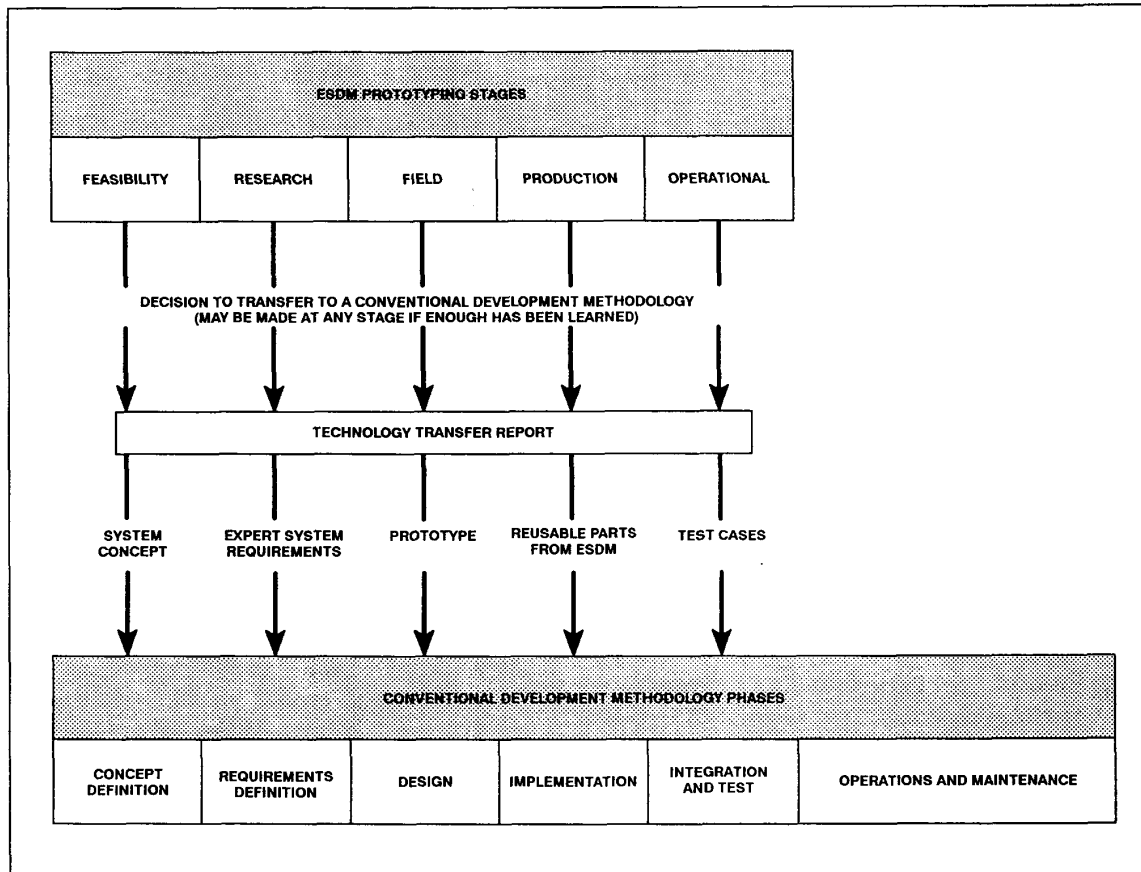 ESDM PROTOTYPING STAGES
FEASIBILITY
RESEARCH
FIELD
PRODUCTION
OPERATIONAL
DECISION TO TRANSFER TO A CONVENTIONAL DEVELOPMENT METHODOLOGY
(MAY BE MADE AT ANY STAGE IF ENOUGH HAS BEEN LEARNED)
TECHNOLOGY TRANSFER REPORT
SYSTEM
CONCEPT
EXPERT SYSTEM
REQUIREMENTS
PROTOTYPE
REUSABLE PARTS
FROM ESDM
TEST CASES
CONVENTIONAL DEVELOPMENT METHODOLOGY PHASES
CONCEPT
DEFINITION
REQUIREMENTS
DEFINITION
DESIGN
IMPLEMENTATION
INTEGRATION
AND TEST
OPERATIONS AND MAINTENANCE